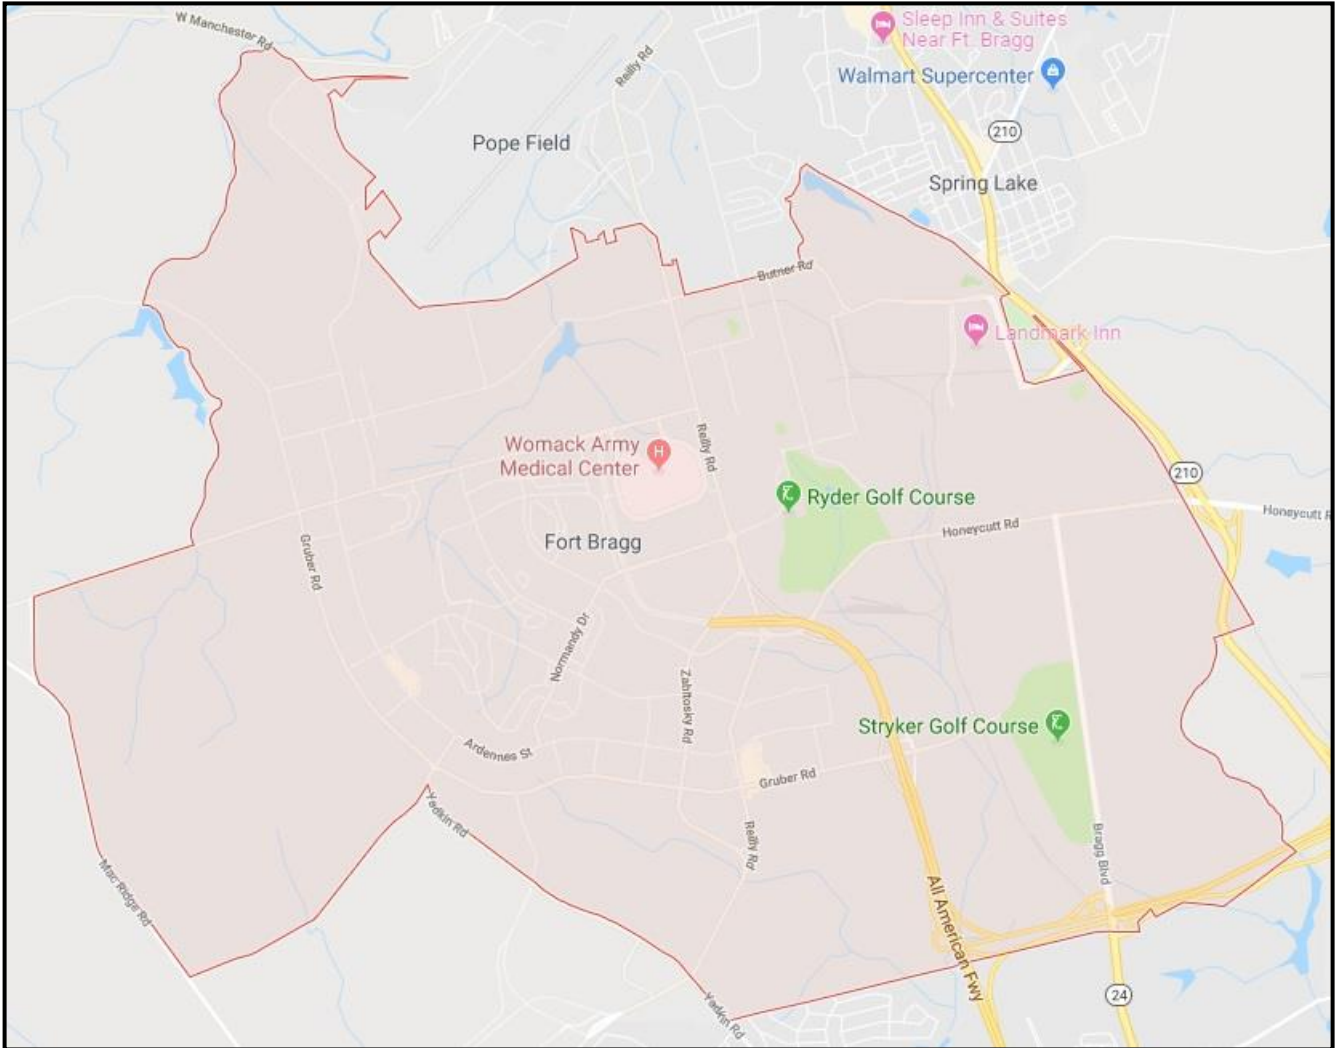 W Manchester Rd
Sleep Inn & Suites
Near Ft. Bragg
Reilly Rd
Walmart Supercenter
210
Pope Field
Spring Lake
Butner Rd
Landmark Inn
Womack Army
Medical Center
H
Reilly Rd
210
Ryder Golf Course
Honeycutt R
Honeycutt Rd
Fort Bragg
Gruber Rd
Normandy Dr
Zabitosky Rd
Stryker Golf Course
Ardennes St
Gruber Rd
Yadkin Rd
Reilly Rd
Bragg Blvd
Mac Ridge Rd
All American Fwy
24
Yadkin Rd